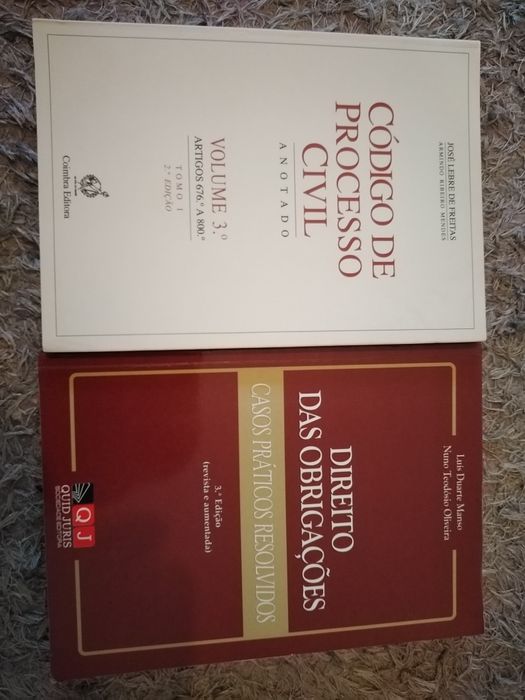 JOSÉ LEBRE DE FREITAS
ARMINDO RIBEIRO MENDES
CÓDIGO DE
PROCESSO
CIVIL
ANOTADO
VOLUME 3.º
ARTIGOS 676.º A 800.º
TOMO I
2.ª EDIÇÃO
Coimbra Editora
Luís Duarte Manso
Nuno Teodósio Oliveira
DIREITO
DAS OBRIGAÇÕES
CASOS PRÁTICOS RESOLVIDOS
3.ª Edição
(revista e aumentada)
QJ
QUID JURIS
SOCIEDADE EDITORA